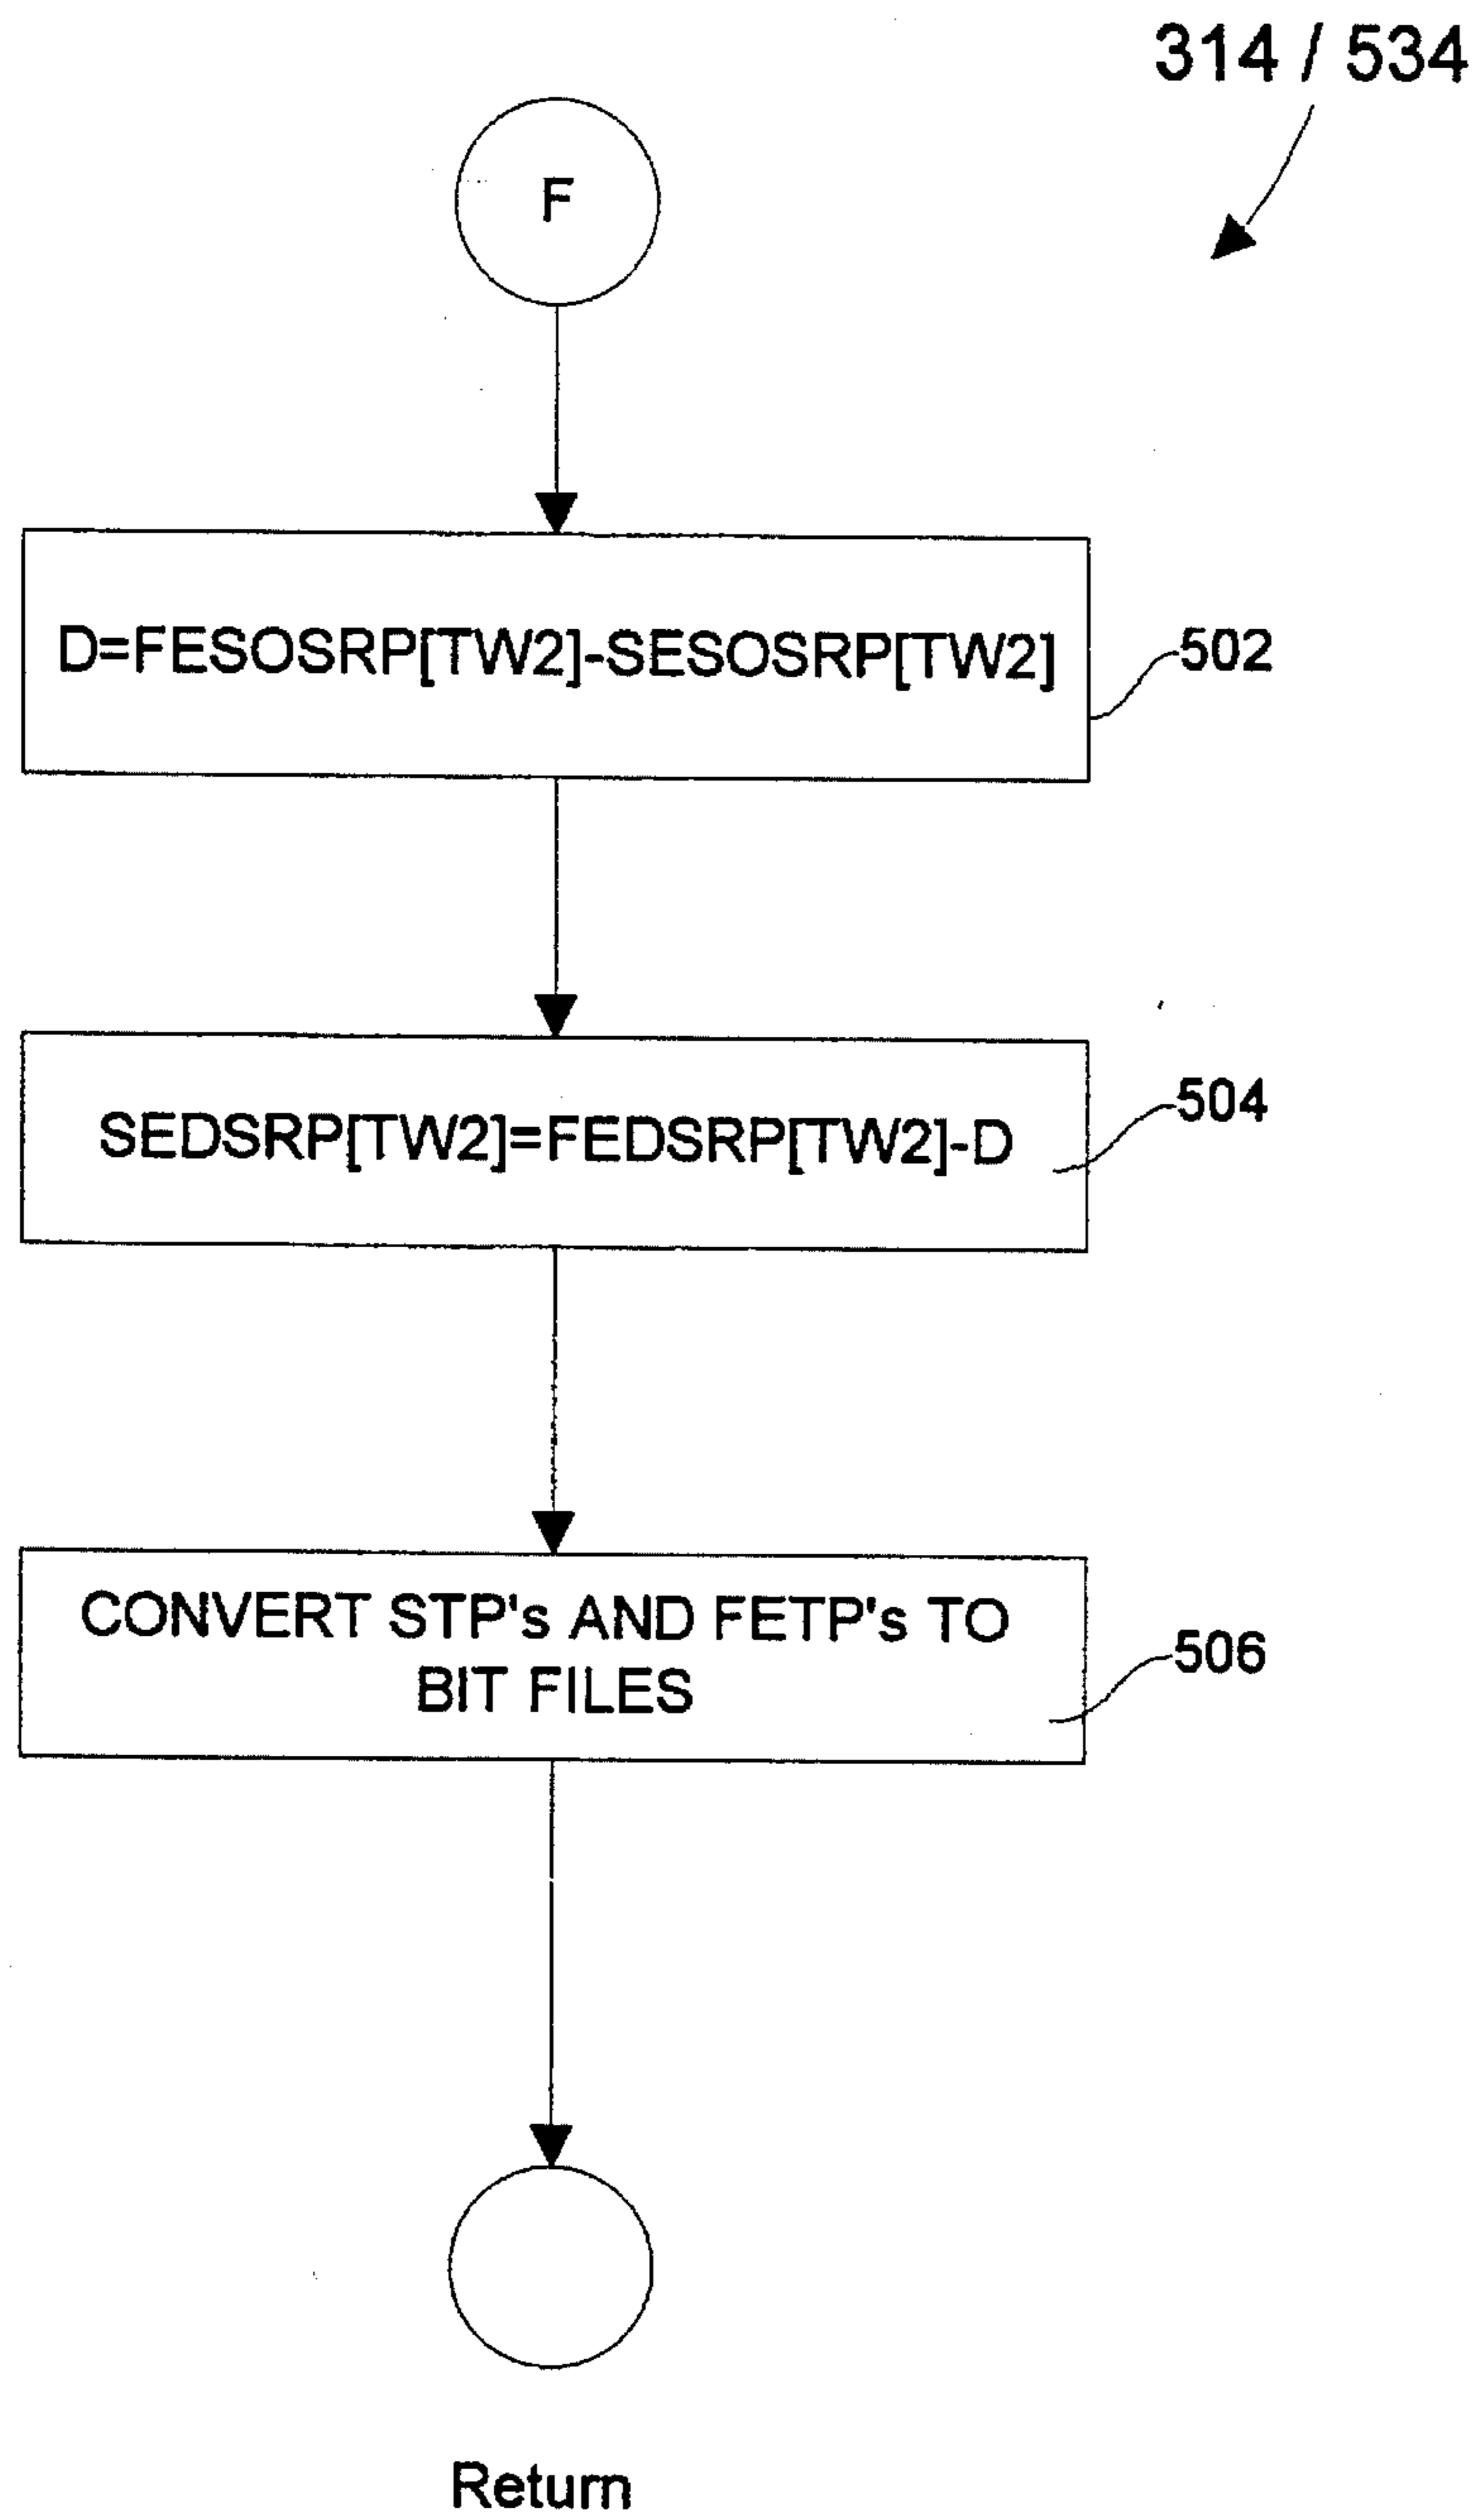 314 / 534
F
D=FESOSRP[TW2]-SESOSRP[TW2]
502
SEDSRP[TW2]=FEDSRP[TW2]-D
504
CONVERT STP's AND FETP's TO
BIT FILES
506
Return